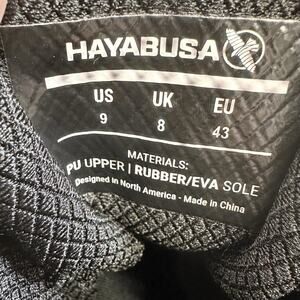 HAYABUSA
US UK EU
9 8 43
MATERIALS:
PU UPPER | RUBBER/EVA SOLE
Designed in North America - Made in China